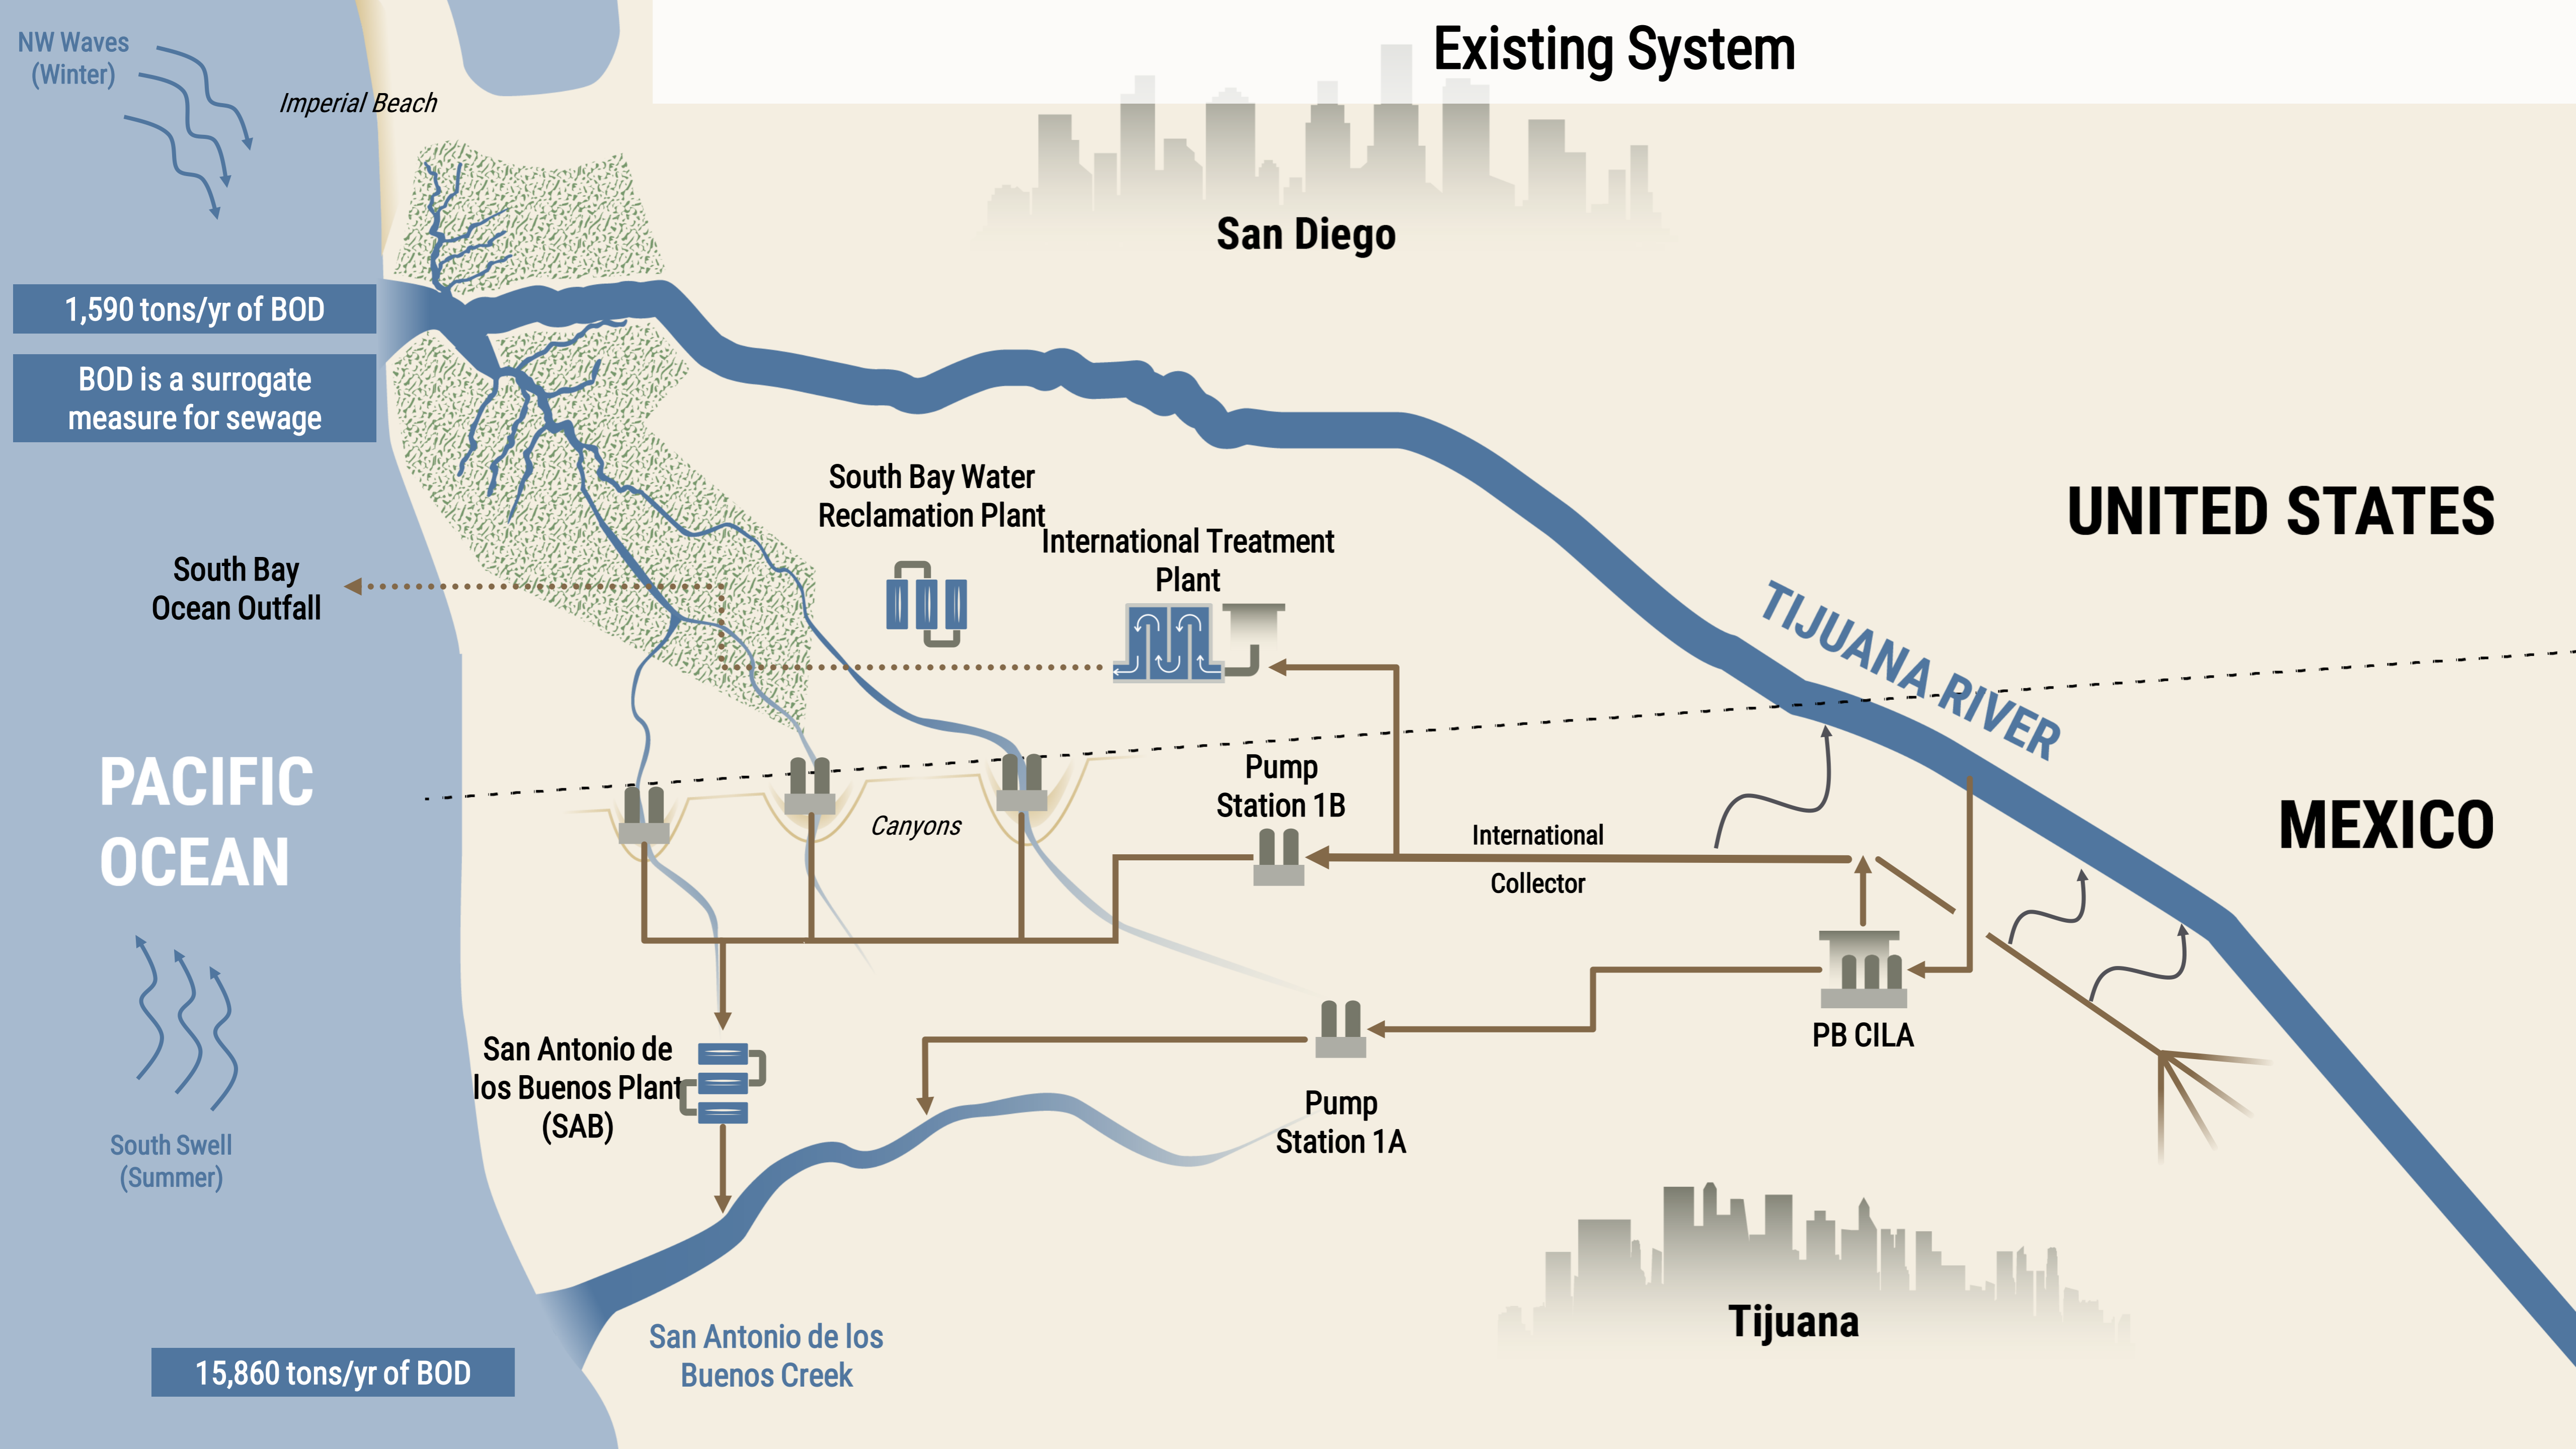 Existing System
NW Waves
(Winter)
Imperial Beach
San Diego
1,590 tons/yr of BOD
BOD is a surrogate
measure for sewage
South Bay Water
Reclamation Plant
International Treatment
Plant
UNITED STATES
South Bay
Ocean Outfall
TIJUANA RIVER
PACIFIC
OCEAN
Pump
Station 1B
Canyons
International
Collector
MEXICO
San Antonio de
los Buenos Plant
(SAB)
PB CILA
Pump
Station 1A
South Swell
(Summer)
Tijuana
San Antonio de los
Buenos Creek
15,860 tons/yr of BOD